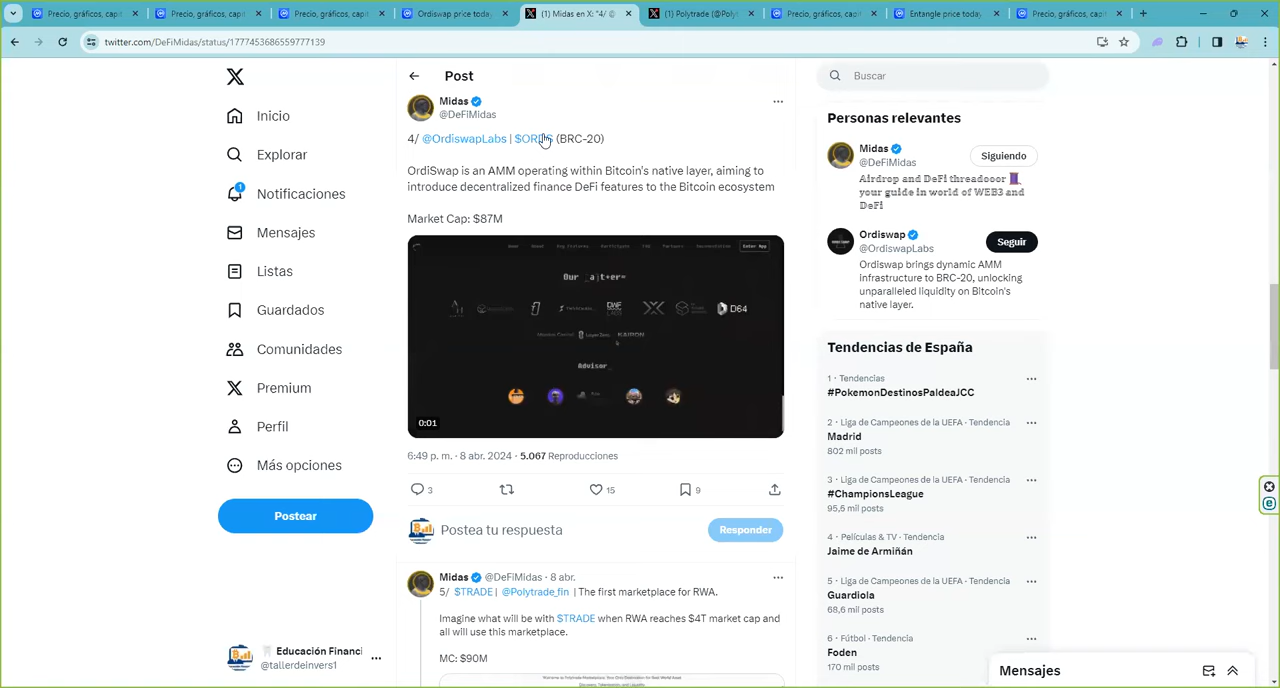 Precio, gráficos, capit
Precio, gráficos, capit
Precio, gráficos, capit
Ordiswap price today
(1) Midas en X: "4/ @
(1) Polytrade (@Poly
Precio, gráficos, capit
Entangle price today
Precio, gráficos, capit
twitter.com/DeFiMidas/status/1777453686559777139
Inicio
Explorar
1
Notificaciones
Mensajes
Listas
Guardados
Comunidades
Premium
Perfil
Más opciones
Postear
Educación Financi
@tallerdeinvers1
Post
Midas
@DeFiMidas
4/ @OrdiswapLabs | $ORDS (BRC-20)
OrdiSwap is an AMM operating within Bitcoin's native layer, aiming to
introduce decentralized finance DeFi features to the Bitcoin ecosystem
Market Cap: $87M
Enter App
D64
Advisor
0:01
6:49 p. m. · 8 abr. 2024 · 5.067 Reproducciones
3
15
9
Postea tu respuesta
Responder
Midas @DeFiMidas · 8 abr.
5/ $TRADE | @Polytrade_fin | The first marketplace for RWA.
Imagine what will be with $TRADE when RWA reaches $4T market cap and
all will use this marketplace.
MC: $90M
Buscar
Personas relevantes
Midas
@DeFiMidas
Siguiendo
Airdrop and DeFi threadooor
your guide in world of WEB3 and
DeFi
Ordiswap
@OrdiswapLabs
Seguir
Ordiswap brings dynamic AMM
infrastructure to BRC-20, unlocking
unparalleled liquidity on Bitcoin's
native layer.
Tendencias de España
1 · Tendencias
#PokemonDestinosPaldeaJCC
2 · Liga de Campeones de la UEFA · Tendencia
Madrid
802 mil posts
3 · Liga de Campeones de la UEFA · Tendencia
#ChampionsLeague
95,6 mil posts
4 · Películas & TV · Tendencia
Jaime de Armiñán
5 · Liga de Campeones de la UEFA · Tendencia
Guardiola
68,6 mil posts
6 · Fútbol · Tendencia
Foden
170 mil posts
Mensajes